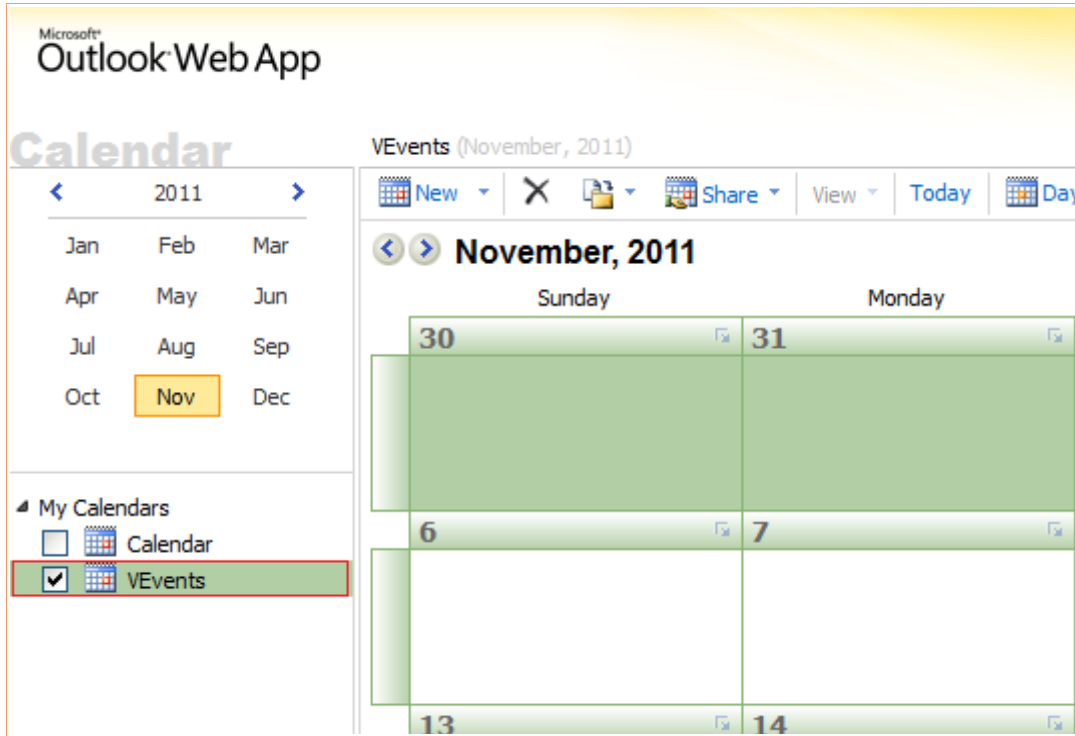 Microsoft®
Outlook Web App
Calendar
VEvents (November, 2011)
2011
New
Share
View
Today
Day
Jan Feb Mar
Apr May Jun
Jul Aug Sep
Oct Nov Dec
November, 2011
Sunday Monday
30 31
6 7
13 14
My Calendars
Calendar
VEvents